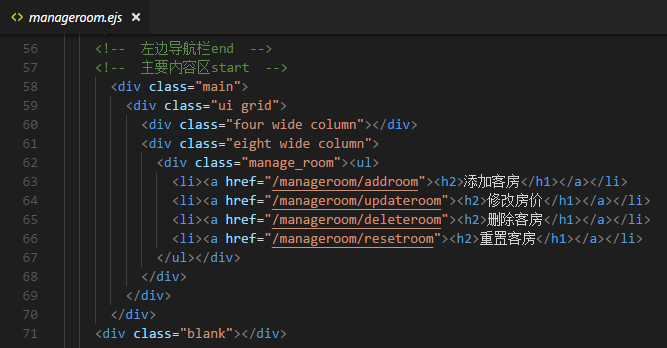 <> manageroom.ejs ×
56 <!-- 左边导航栏end -->
57 <!-- 主要内容区start -->
58 <div class="main">
59 <div class="ui grid">
60 <div class="four wide column"></div>
61 <div class="eight wide column">
62 <div class="manage_room"><ul>
63 <li><a href="/manageroom/addroom"><h2>添加客房</h1></a></li>
64 <li><a href="/manageroom/updateroom"><h2>修改房价</h1></a></li>
65 <li><a href="/manageroom/deleteroom"><h2>删除客房</h1></a></li>
66 <li><a href="/manageroom/resetroom"><h2>重置客房</h1></a></li>
67 </ul></div>
68 </div>
69 </div>
70 </div>
71 <div class="blank"></div>